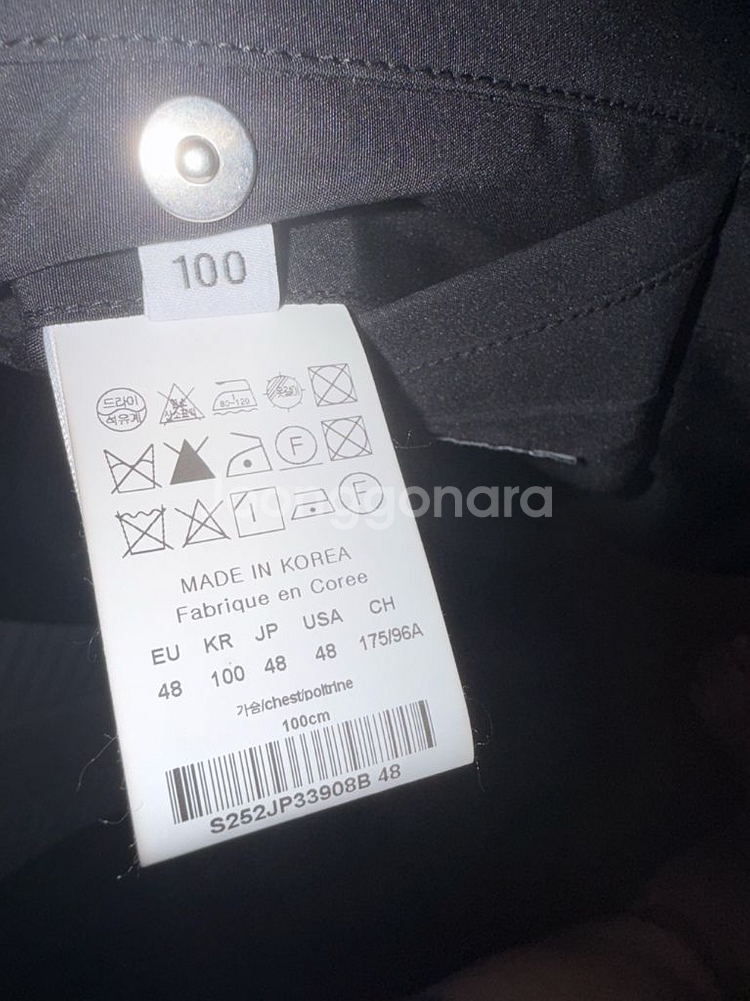 100
드라이
석유계
80~120
F
F
MADE IN KOREA
Fabrique en Coree
EU KR JP USA CH
48 100 48 48 175/96A
가슴/chest/poitrine
100cm
S252JP33908B 48